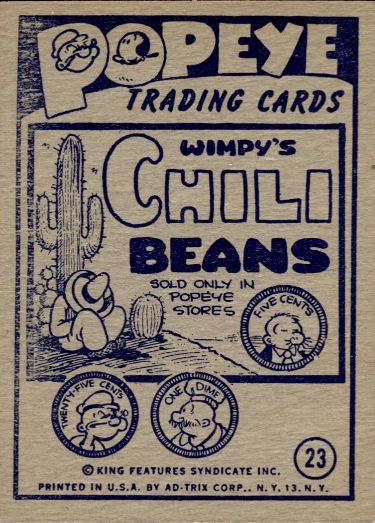 POPEYE
TRADING CARDS
WIMPY'S
CHILI
BEANS
SOLD ONLY IN
POPEYE
STORES
FIVE CENTS
TWENTY-FIVE CENTS
ONE DIME
23
© KING FEATURES SYNDICATE INC.
PRINTED IN U.S.A. BY AD-TRIX CORP., N.Y. 13, N.Y.